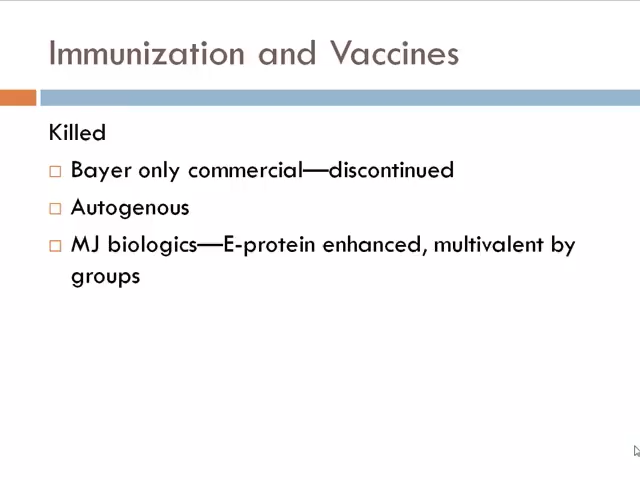 Immunization and Vaccines
Killed
Bayer only commercial—discontinued
Autogenous
MJ biologics—E-protein enhanced, multivalent by
groups